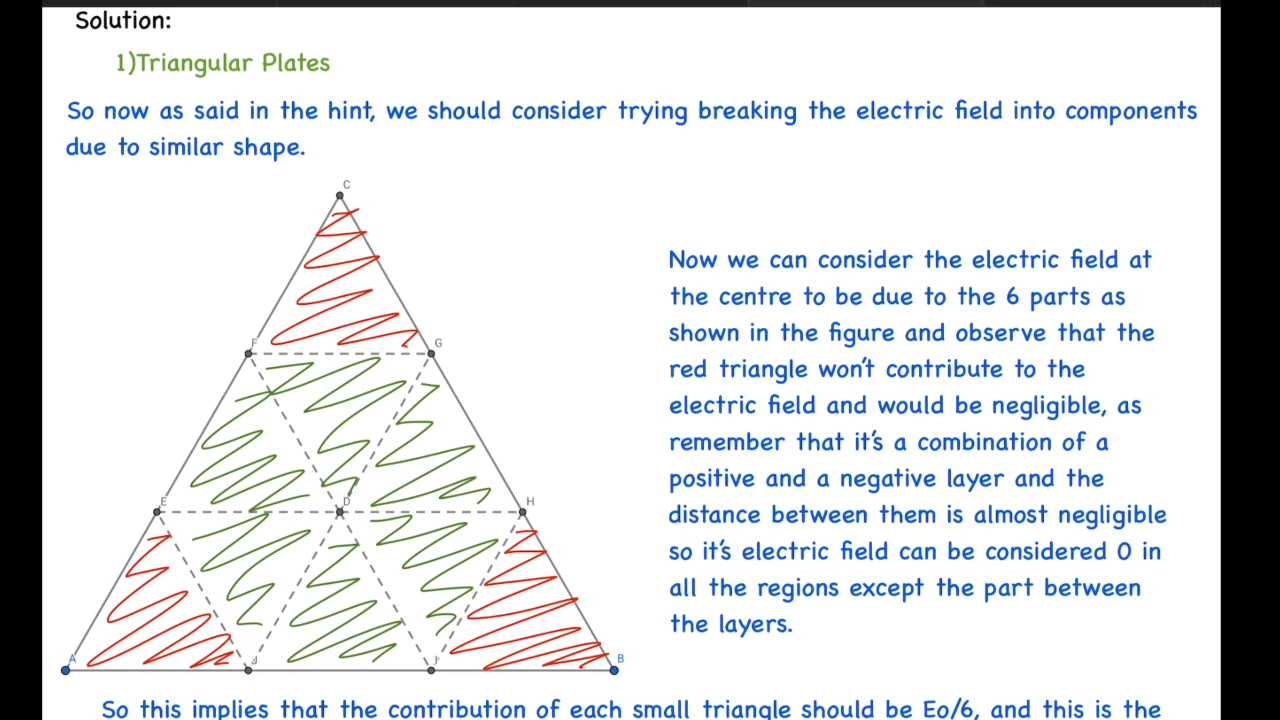 Solution:
1)Triangular Plates
So now as said in the hint, we should consider trying breaking the electric field into components
due to similar shape.
C
Now we can consider the electric field at
the centre to be due to the 6 parts as
shown in the figure and observe that the
F G
red triangle won't contribute to the
electric field and would be negligible, as
remember that it's a combination of a
positive and a negative layer and the
E D H
distance between them is almost negligible
so it's electric field can be considered 0 in
all the regions except the part between
the layers.
A J I B
So this implies that the contribution of each small triangle should be Eo/6, and this is the